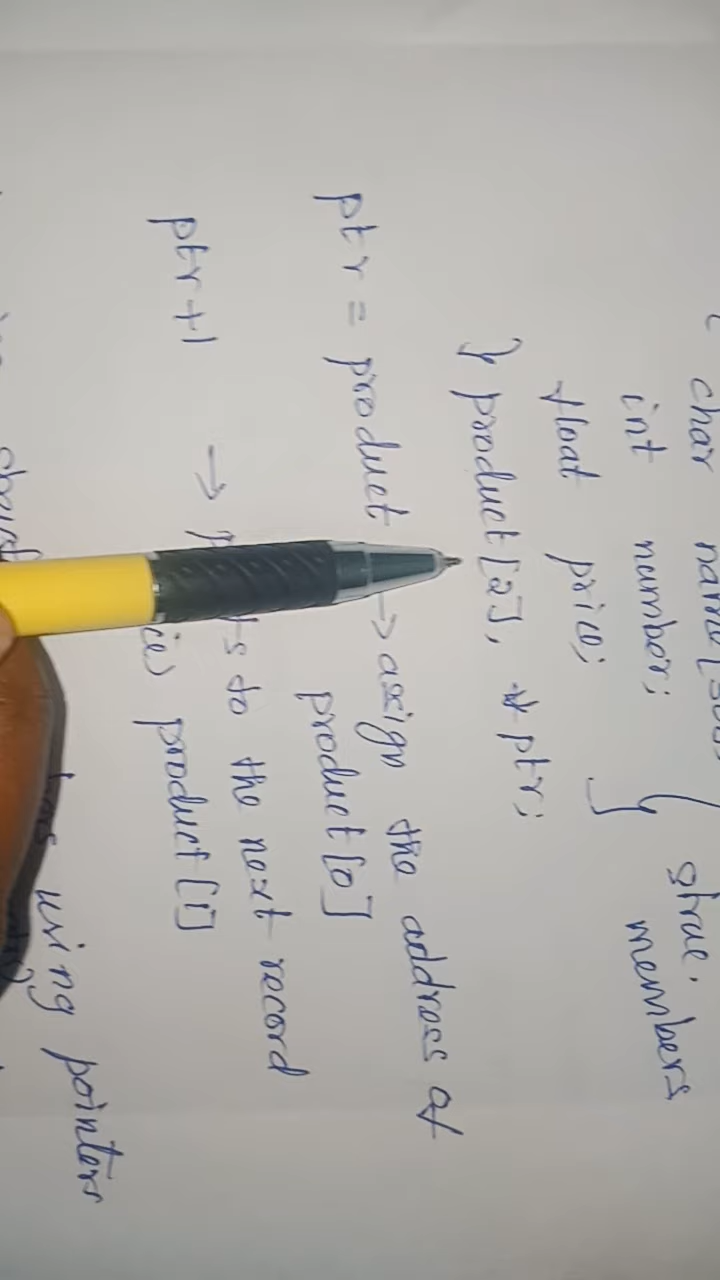 char
int number; struc.
float price; } members
} product[2], *ptr;
ptr = product → assign the address of
product[0]
ptr+1 → to the next record
product[1]
using pointers